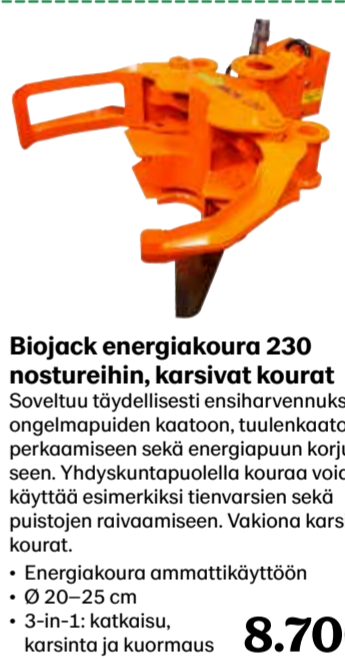 Biojack energiakoura 230
nostureihin, karsivat kourat
Soveltuu täydellisesti ensiharvennuks
ongelmapuiden kaatoon, tuulenkaato
perkaamiseen sekä energiapuun korju
seen. Yhdyskuntapuolella kouraa void
käyttää esimerkiksi tienvarsien sekä
puistojen raivaamiseen. Vakiona kars
kourat.
• Energiakoura ammattikäyttöön
• Ø 20–25 cm
• 3-in-1: katkaisu,
karsinta ja kuormaus
8.70